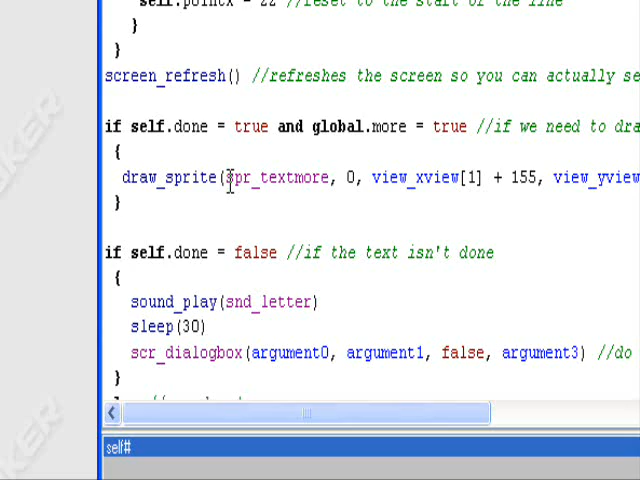 self.pointx = 22 //reset to the start of the line
}
}
screen_refresh() //refreshes the screen so you can actually se
if self.done = true and global.more = true //if we need to dra
{
draw_sprite(spr_textmore, 0, view_xview[1] + 155, view_yview
}
if self.done = false //if the text isn't done
{
sound_play(snd_letter)
sleep(30)
scr_dialogbox(argument0, argument1, false, argument3) //do
}
self#